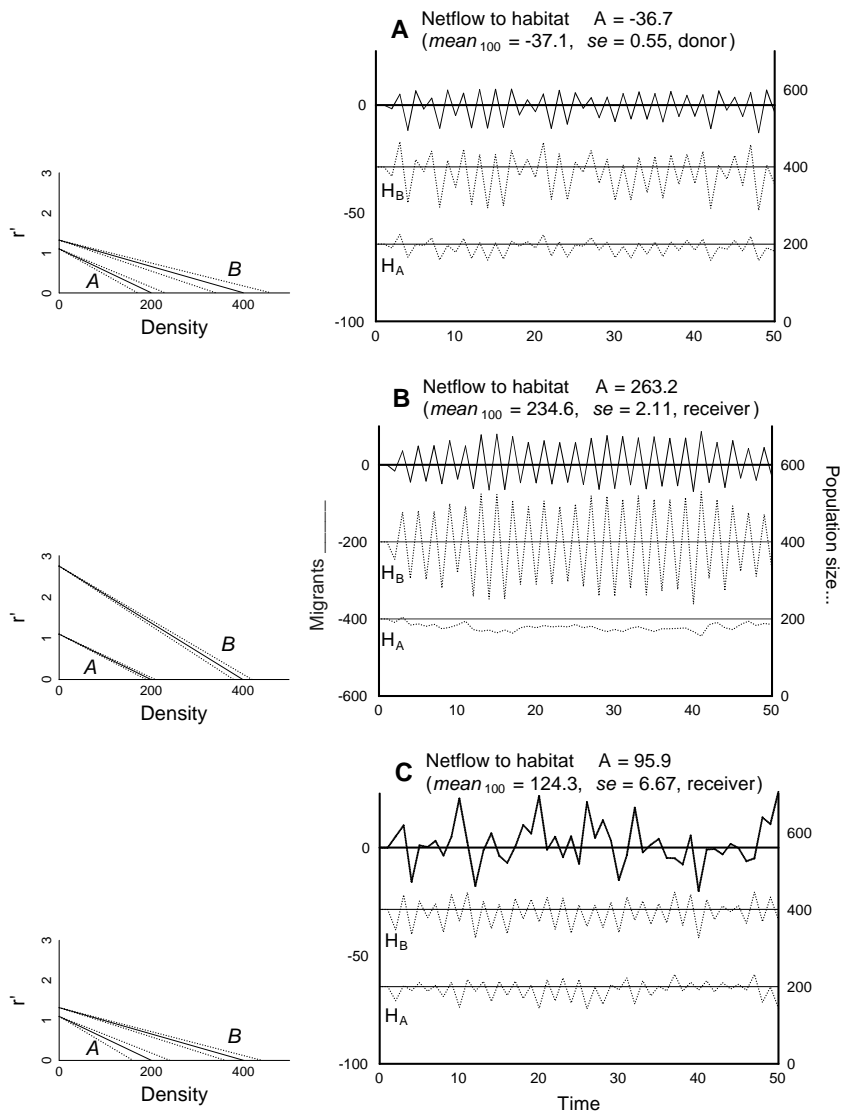 A Netflow to habitat A = -36.7
(mean100 = -37.1, se = 0.55, donor)
0
-50
-100
600
400
200
0
HB
HA
0 10 20 30 40 50
3
2
1
0
r'
A
B
0 200 400
Density
B Netflow to habitat A = 263.2
(mean100 = 234.6, se = 2.11, receiver)
0
-200
-400
-600
600
400
200
0
HB
HA
0 10 20 30 40 50
Migrants
Population size...
3
2
1
0
r'
A
B
0 200 400
Density
C Netflow to habitat A = 95.9
(mean100 = 124.3, se = 6.67, receiver)
0
-50
-100
600
400
200
0
HB
HA
0 10 20 30 40 50
Time
3
2
1
0
r'
A
B
0 200 400
Density